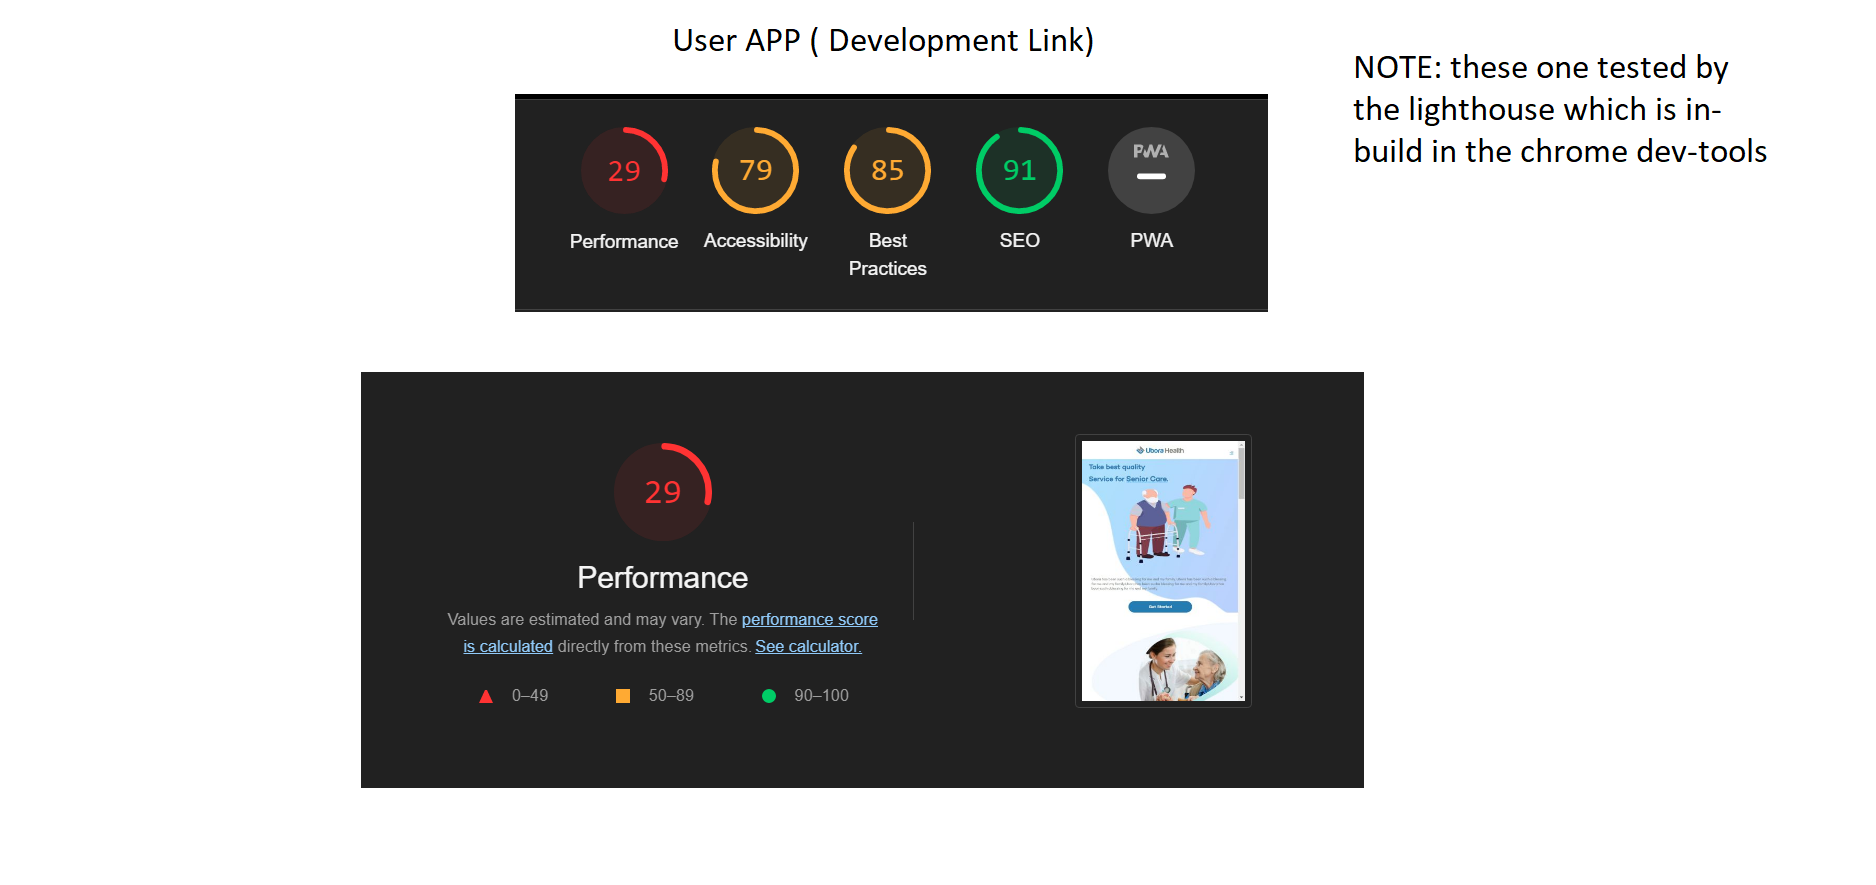 User APP ( Development Link)
NOTE: these one tested by
the lighthouse which is in-
build in the chrome dev-tools
29
79
85
91
PWA
Performance
Accessibility
Best
Practices
SEO
PWA
29
Performance
Values are estimated and may vary. The performance score
is calculated directly from these metrics. See calculator.
0–49
50–89
90–100
Ubora Health
Take best quality
Service for Senior Care.
Get Started